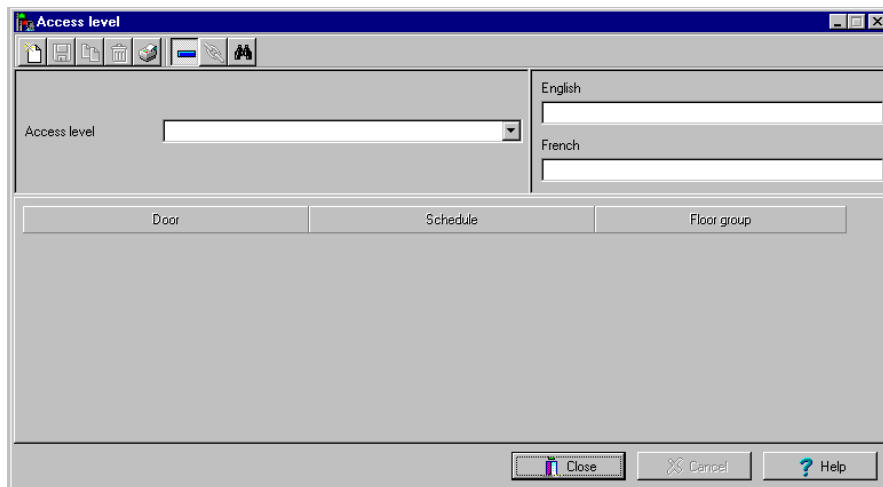 Access level
English
Access level
French
Door Schedule Floor group
Close Cancel Help